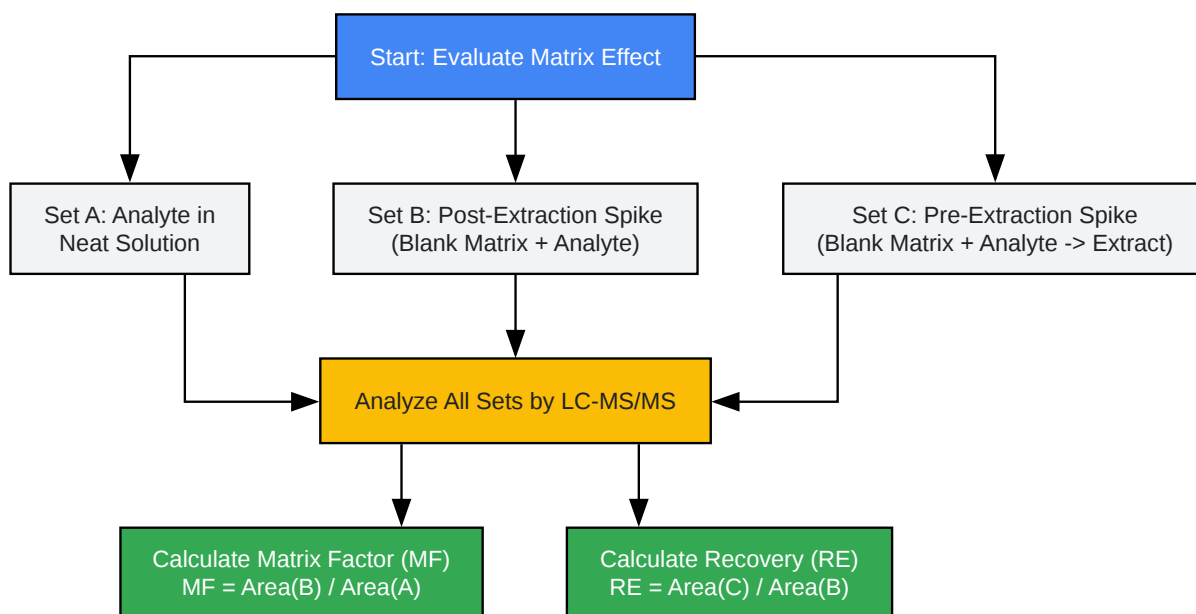 Start: Evaluate Matrix Effect
Set A: Analyte in
Neat Solution
Set B: Post-Extraction Spike
(Blank Matrix + Analyte)
Set C: Pre-Extraction Spike
(Blank Matrix + Analyte -> Extract)
Analyze All Sets by LC-MS/MS
Calculate Matrix Factor (MF)
MF = Area(B) / Area(A)
Calculate Recovery (RE)
RE = Area(C) / Area(B)